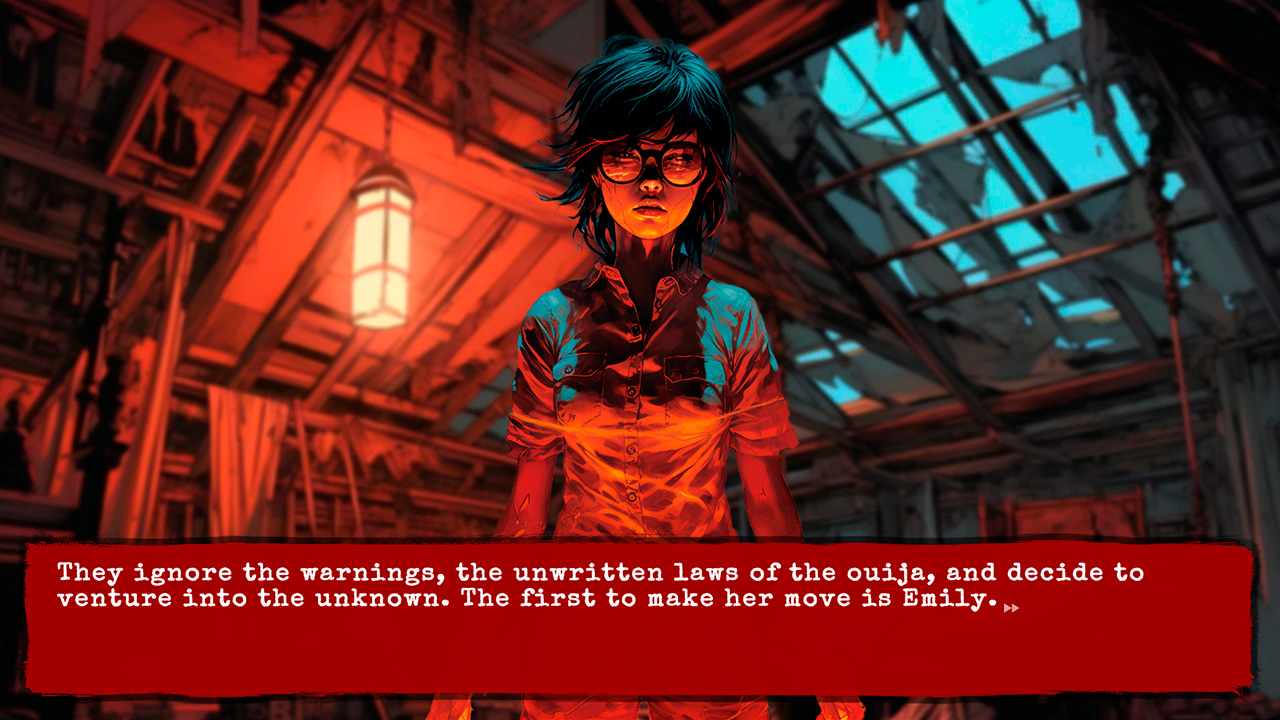 They ignore the warnings, the unwritten laws of the ouija, and decide to
venture into the unknown. The first to make her move is Emily.